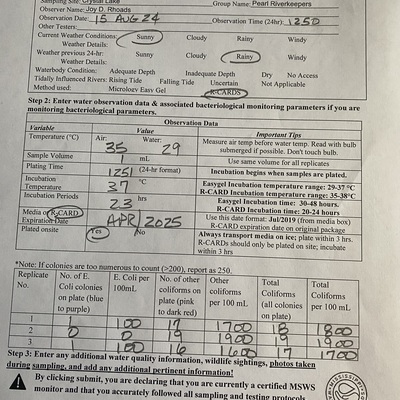 Sampling Site: Crystal Lake Group Name: Pearl Riverkeepers
Observer Name: Joy D. Rhoads
Observation Date: 15 AUG 24 Observation Time (24hr): 1250
Other Testers:
Current Weather Conditions: Sunny Cloudy Rainy Windy
Weather Details:
Weather previous 24-hr: Sunny Cloudy Rainy Windy
Weather Details:
Waterbody Condition: Adequate Depth Inadequate Depth Dry No Access
Tidally Influenced Rivers: Rising Tide Falling Tide Uncertain Not Applicable
Method used: Micrology Easy Gel R-CARDS
Step 2: Enter water observation data & associated bacteriological monitoring parameters if you are
monitoring bacteriological parameters.
Observation Data
Variable Value Important Tips
Temperature (°C) Air: 35 Water: 29 Measure air temp before water temp. Read with bulb
submerged if possible. Don't touch bulb.
Sample Volume 1 mL Use same volume for all replicates
Plating Time 1251 (24-hr format) Incubation begins when samples are plated.
Incubation
Temperature 37 °C Easygel Incubation temperature range: 29-37 °C
R-CARD Incubation temperature range: 35-38°C
Incubation Periods 23 hrs Easygel Incubation time: 30-48 hours.
R-CARD Incubation time: 20-24 hours
Media or R-CARD
Expiration Date APR/2025 Use this date format: Jul/2019 (from media box)
R-CARD expiration date on original package
Plated onsite Yes No Always transport media on ice; plate within 3 hrs.
R-CARDs should only be plated on site; incubate
within 3 hrs
*Note: If colonies are too numerous to count (>200), report as 250.
Replicate
No. No. of E.
Coli colonies
on plate (blue
to purple) E. Coli per
100mL No. of other
coliforms on
plate (pink
to dark red) Other
coliforms
per 100 mL Total
Coliforms
(all colonies
on plate) Total
Coliforms
per 100 mL
1 1 100 17 1700 18 1800
2 0 0 19 1900 19 1900
3 1 100 16 1600 17 1700
Step 3: Enter any additional water quality information, wildlife sightings, photos taken
during sampling, and add any additional pertinent information!
By clicking submit, you are declaring that you are currently a certified MSWS
monitor and that you accurately followed all sampling and testing protocols